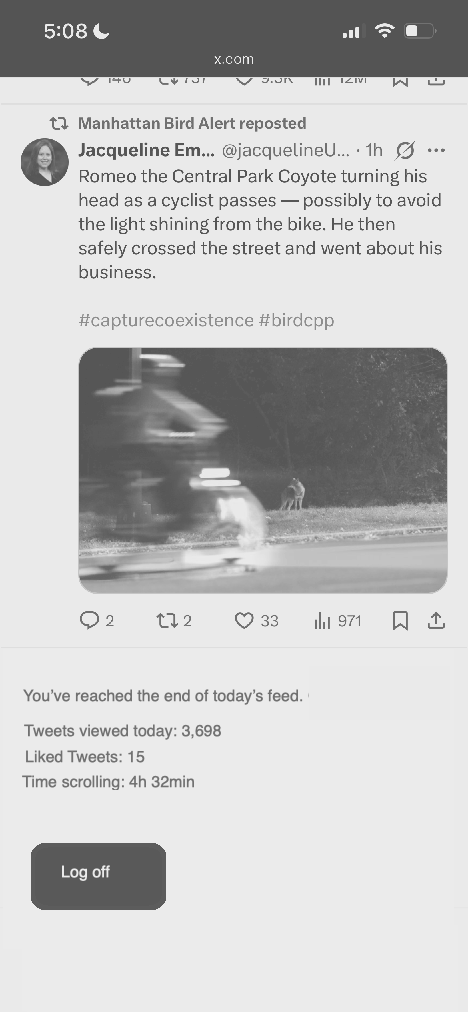 5:08
x.com
146 737 9.3K 12M
Manhattan Bird Alert reposted
Jacqueline Em... @jacquelineU... · 1h
Romeo the Central Park Coyote turning his
head as a cyclist passes — possibly to avoid
the light shining from the bike. He then
safely crossed the street and went about his
business.
#capturecoexistence #birdcpp
2 2 33 971
You've reached the end of today's feed.
Tweets viewed today: 3,698
Liked Tweets: 15
Time scrolling: 4h 32min
Log off